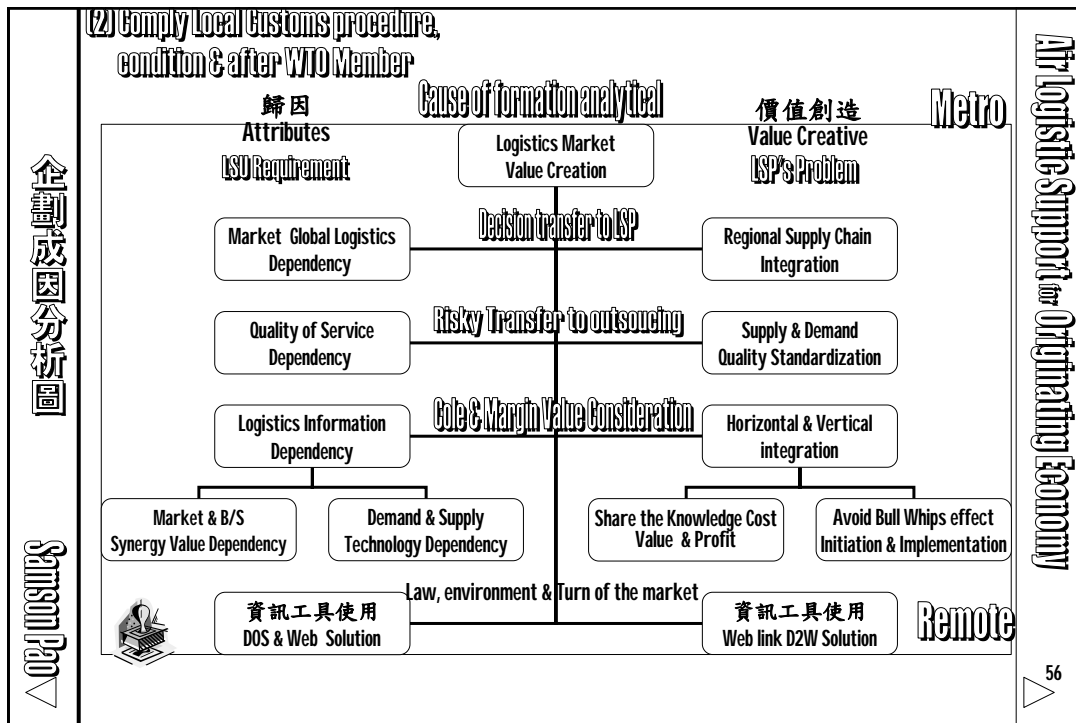 (2) Comply Local Customs procedure,
condition & after WTO Member
Cause of formation analytical
Metro
歸因
Attributes
LSU Requirement
價值創造
Value Creative
LSP's Problem
Logistics Market
Value Creation
Decision transfer to LSP
Market Global Logistics
Dependency
Regional Supply Chain
Integration
Risky Transfer to outsoucing
Quality of Service
Dependency
Supply & Demand
Quality Standardization
Cole & Margin Value Consideration
Logistics Information
Dependency
Horizontal & Vertical
integration
Market & B/S
Synergy Value Dependency
Demand & Supply
Technology Dependency
Share the Knowledge Cost
Value & Profit
Avoid Bull Whips effect
Initiation & Implementation
Law, environment & Turn of the market
資訊工具使用
DOS & Web Solution
資訊工具使用
Web link D2W Solution
Remote
企劃成因分析圖
Samson Pao
Air Logistic Support for Originating Economy
56